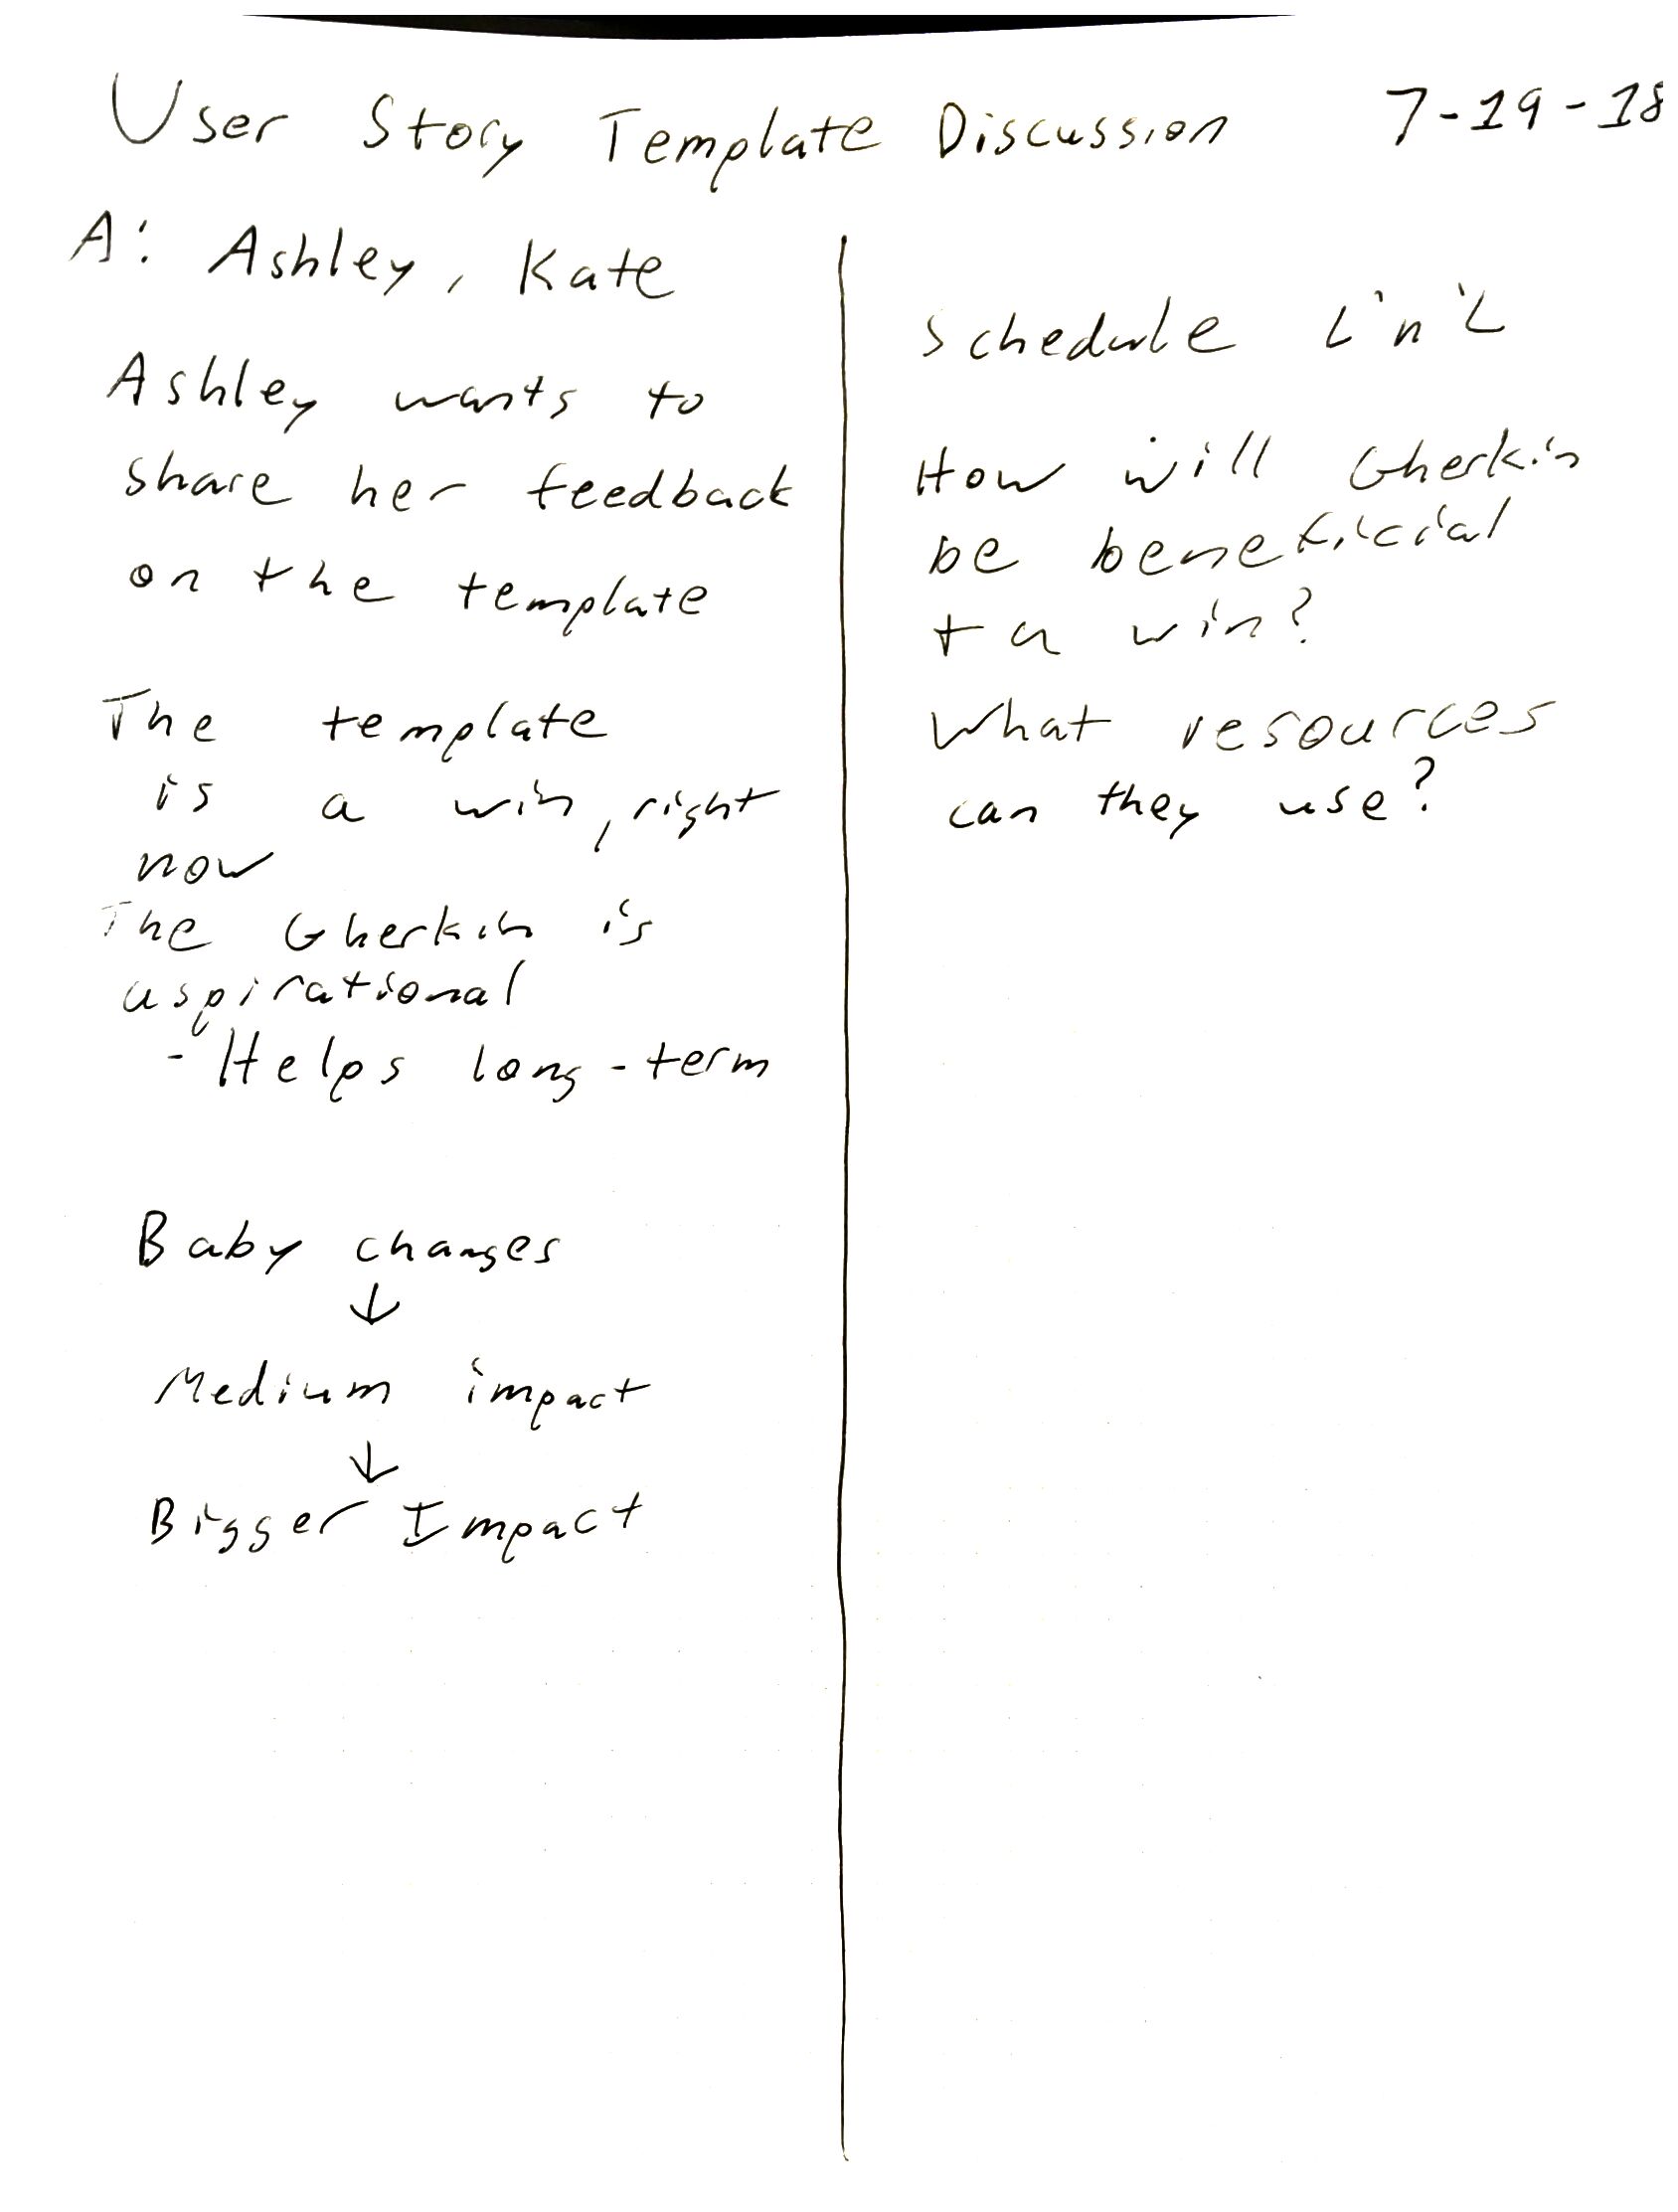 User Story Template Discussion 7-19-18
A: Ashley, Kate
Ashley wants to
share her feedback
on the template
The template
is a win, right
now
The Gherkin is
aspirational
- Helps long-term
Baby changes
↓
Medium impact
↓
Bigger Impact
Schedule L'n'L
How will Gherkin
be beneficial
t a win?
What resources
can they use?